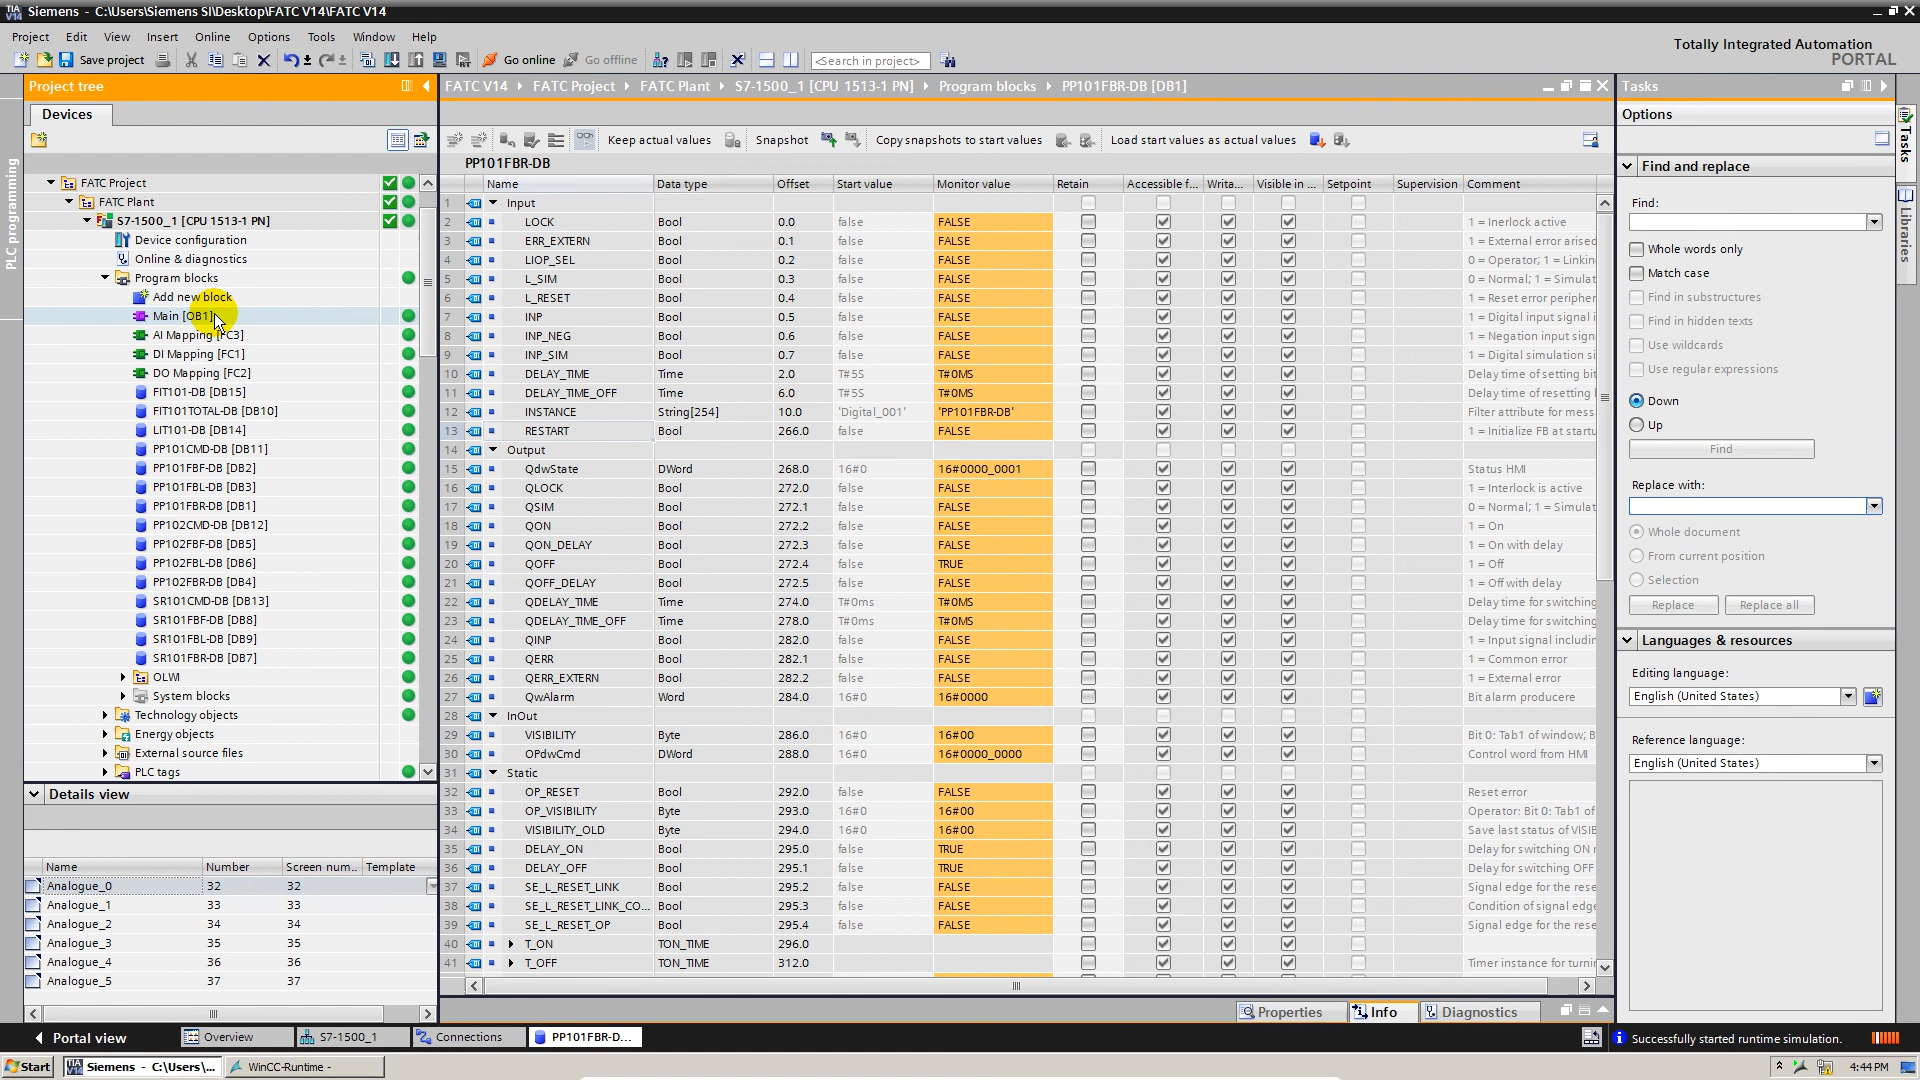 Siemens - C:\Users\Siemens SI\Desktop\FATC V14\FATC V14
Project Edit View Insert Online Options Tools Window Help
Totally Integrated Automation
PORTAL
Save project Go online Go offline <Search in project>
Project tree
FATC V14 FATC Project FATC Plant S7-1500_1 [CPU 1513-1 PN] Program blocks PP101FBR-DB [DB1]
Tasks
Devices
Options
Keep actual values Snapshot Copy snapshots to start values Load start values as actual values
PP101FBR-DB
Name Data type Offset Start value Monitor value Retain Accessible f... Writa... Visible in ... Setpoint Supervision Comment
1 Input
2 LOCK Bool 0.0 false FALSE 1 = Inerlock active
3 ERR_EXTERN Bool 0.1 false FALSE 1 = External error arised
4 LIOP_SEL Bool 0.2 false FALSE 0 = Operator; 1 = Linkin
5 L_SIM Bool 0.3 false FALSE 0 = Normal; 1 = Simulat
6 L_RESET Bool 0.4 false FALSE 1 = Reset error peripher
7 INP Bool 0.5 false FALSE 1 = Digital input signal i
8 INP_NEG Bool 0.6 false FALSE 1 = Negation input sign
9 INP_SIM Bool 0.7 false FALSE 1 = Digital simulation si
10 DELAY_TIME Time 2.0 T#5S T#0MS Delay time of setting bit
11 DELAY_TIME_OFF Time 6.0 T#5S T#0MS Delay time of resetting l
12 INSTANCE String[254] 10.0 'Digital_001' 'PP101FBR-DB' Filter attribute for mess
13 RESTART Bool 266.0 false FALSE 1 = Initialize FB at startu
14 Output
15 QdwState DWord 268.0 16#0 16#0000_0001 Status HMI
16 QLOCK Bool 272.0 false FALSE 1 = Interlock is active
17 QSIM Bool 272.1 false FALSE 0 = Normal; 1 = Simulat
18 QON Bool 272.2 false FALSE 1 = On
19 QON_DELAY Bool 272.3 false FALSE 1 = On with delay
20 QOFF Bool 272.4 false TRUE 1 = Off
21 QOFF_DELAY Bool 272.5 false FALSE 1 = Off with delay
22 QDELAY_TIME Time 274.0 T#0ms T#0MS Delay time for switching
23 QDELAY_TIME_OFF Time 278.0 T#0ms T#0MS Delay time for switching
24 QINP Bool 282.0 false FALSE 1 = Input signal includin
25 QERR Bool 282.1 false FALSE 1 = Common error
26 QERR_EXTERN Bool 282.2 false FALSE 1 = External error
27 QwAlarm Word 284.0 16#0 16#0000 Bit alarm producere
28 InOut
29 VISIBILITY Byte 286.0 16#0 16#00 Bit 0: Tab1 of window; B
30 OPdwCmd DWord 288.0 16#0 16#0000_0000 Control word from HMI
31 Static
32 OP_RESET Bool 292.0 false FALSE Reset error
33 OP_VISIBILITY Byte 293.0 16#0 16#00 Operator: Bit 0: Tab1 of
34 VISIBILITY_OLD Byte 294.0 16#0 16#00 Save last status of VISIB
35 DELAY_ON Bool 295.0 false TRUE Delay for switching ON r
36 DELAY_OFF Bool 295.1 false TRUE Delay for switching OFF
37 SE_L_RESET_LINK Bool 295.2 false FALSE Signal edge for the rese
38 SE_L_RESET_LINK_CO... Bool 295.3 false FALSE Condition of signal edge
39 SE_L_RESET_OP Bool 295.4 false FALSE Signal edge for the rese
40 T_ON TON_TIME 296.0
41 T_OFF TON_TIME 312.0 Timer instance for turnin
FATC Project
FATC Plant
S7-1500_1 [CPU 1513-1 PN]
Device configuration
Online & diagnostics
Program blocks
Add new block
Main [OB1]
AI Mapping [FC3]
DI Mapping [FC1]
DO Mapping [FC2]
FIT101-DB [DB15]
FIT101TOTAL-DB [DB10]
LIT101-DB [DB14]
PP101CMD-DB [DB11]
PP101FBF-DB [DB2]
PP101FBL-DB [DB3]
PP101FBR-DB [DB1]
PP102CMD-DB [DB12]
PP102FBF-DB [DB5]
PP102FBL-DB [DB6]
PP102FBR-DB [DB4]
SR101CMD-DB [DB13]
SR101FBF-DB [DB8]
SR101FBL-DB [DB9]
SR101FBR-DB [DB7]
OLWI
System blocks
Technology objects
Energy objects
External source files
PLC tags
Details view
Name Number Screen num... Template
Analogue_0 32 32
Analogue_1 33 33
Analogue_2 34 34
Analogue_3 35 35
Analogue_4 36 36
Analogue_5 37 37
Find and replace
Find:
Whole words only
Match case
Find in substructures
Find in hidden texts
Use wildcards
Use regular expressions
Down
Up
Find
Replace with:
Whole document
From current position
Selection
Replace Replace all
Languages & resources
Editing language:
English (United States)
Reference language:
English (United States)
PLC programming
Tasks
Libraries
Properties Info Diagnostics
Portal view Overview S7-1500_1 Connections PP101FBR-D...
Successfully started runtime simulation.
Start Siemens - C:\Users\... WinCC-Runtime - 4:44 PM